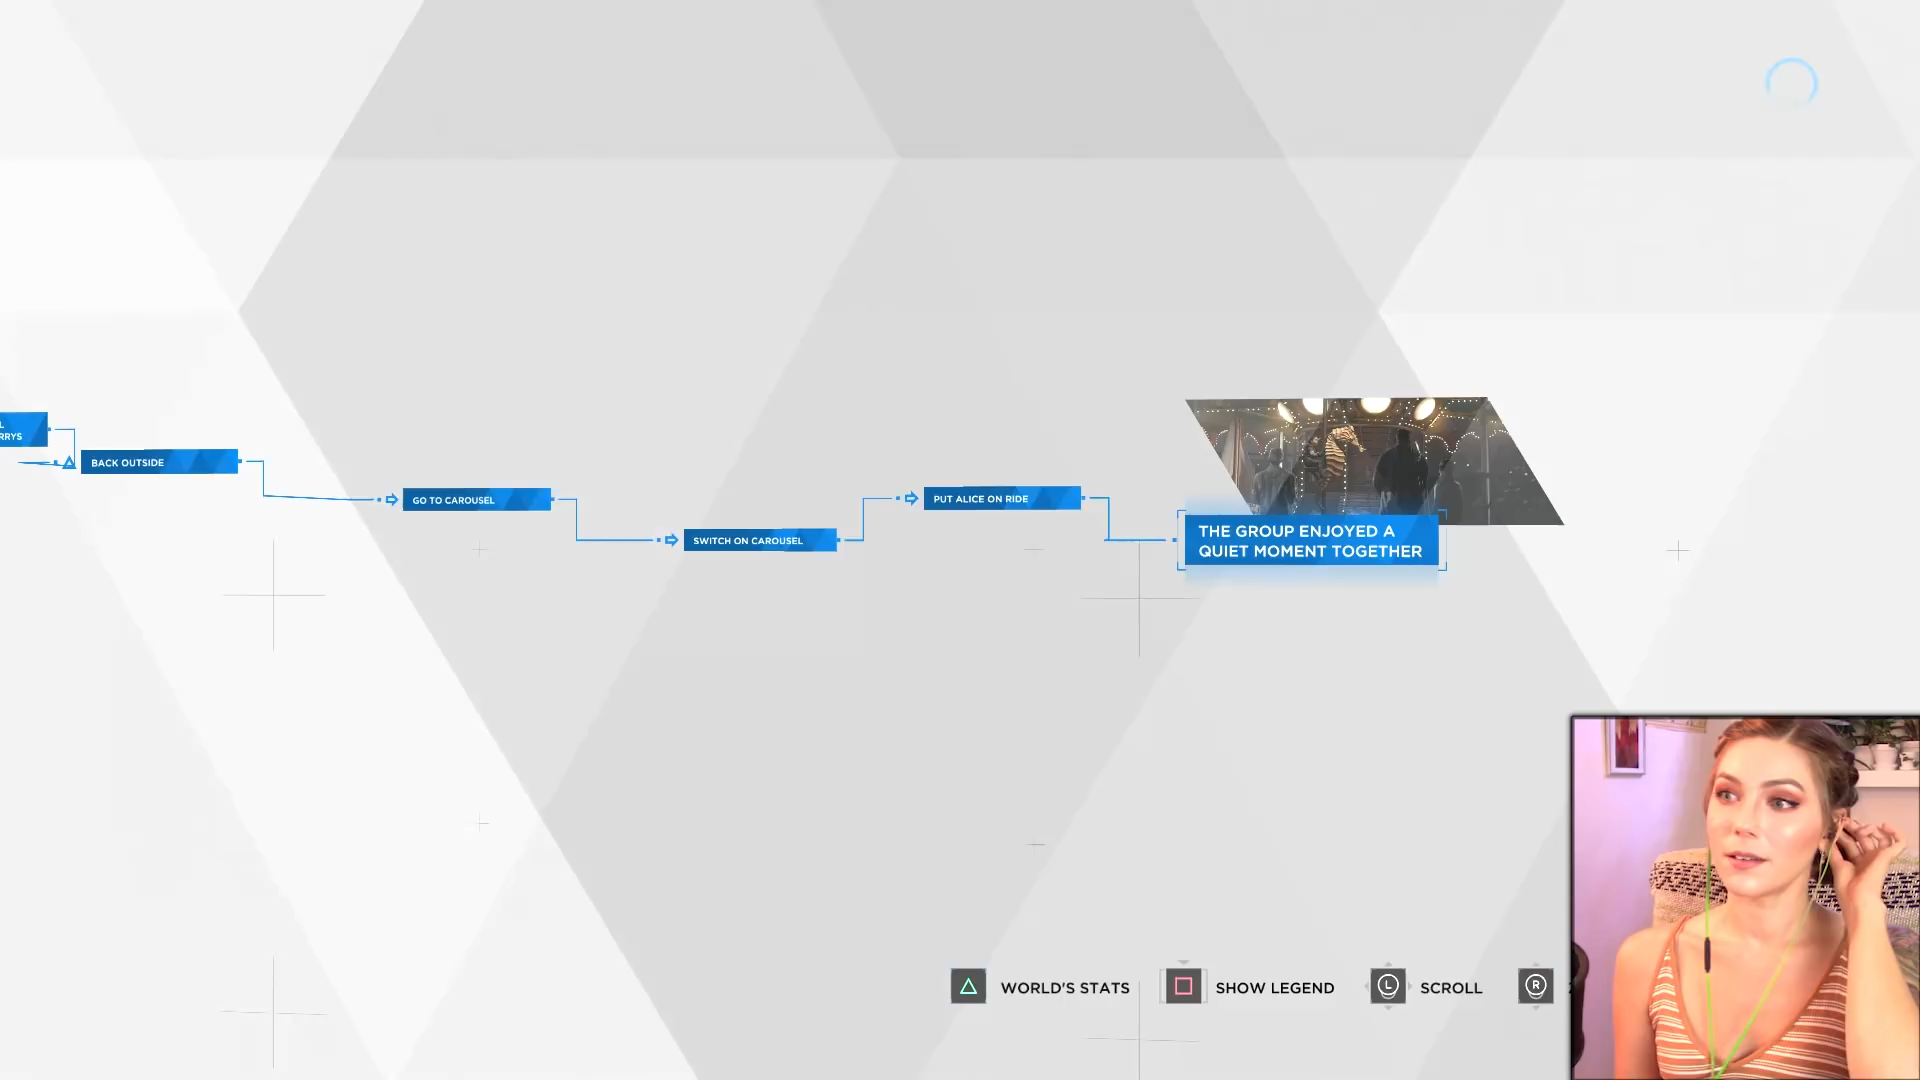 L
RRYS
BACK OUTSIDE
GO TO CAROUSEL
SWITCH ON CAROUSEL
PUT ALICE ON RIDE
THE GROUP ENJOYED A
QUIET MOMENT TOGETHER
WORLD'S STATS
SHOW LEGEND
L
SCROLL
R